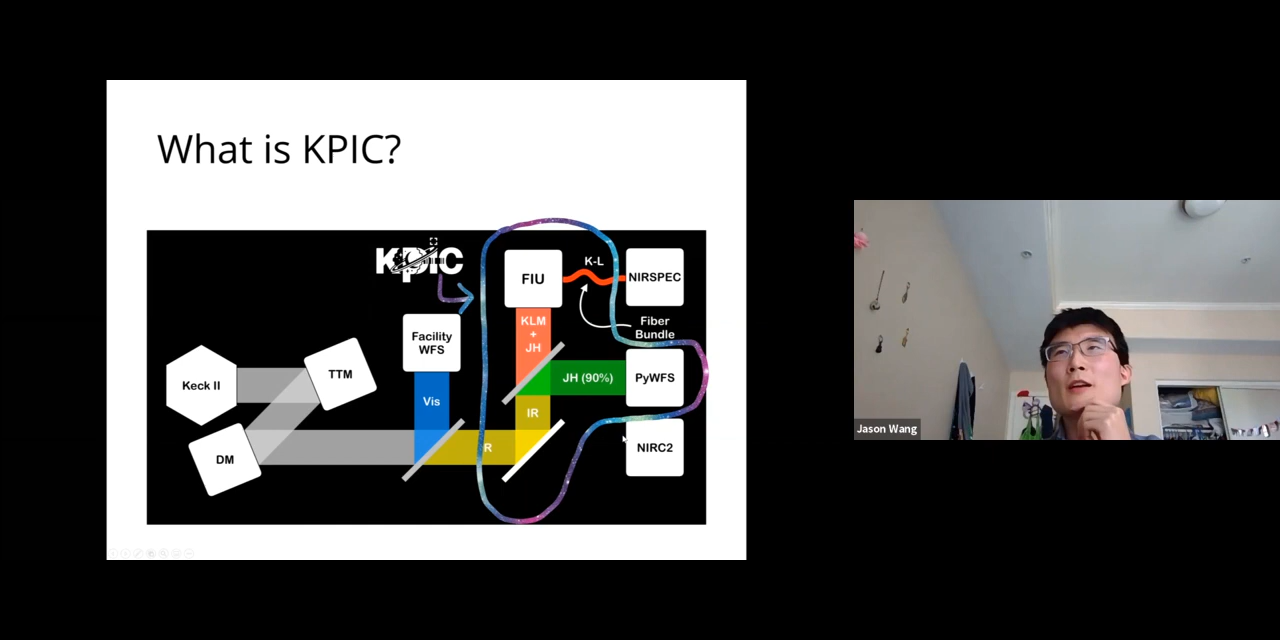 What is KPIC?
KPIC
FIU
K-L
NIRSPEC
Fiber
Bundle
KLM
+
JH
Facility
WFS
Keck II
TTM
JH (90%)
PyWFS
Vis
IR
DM
R
NIRC2
Jason Wang